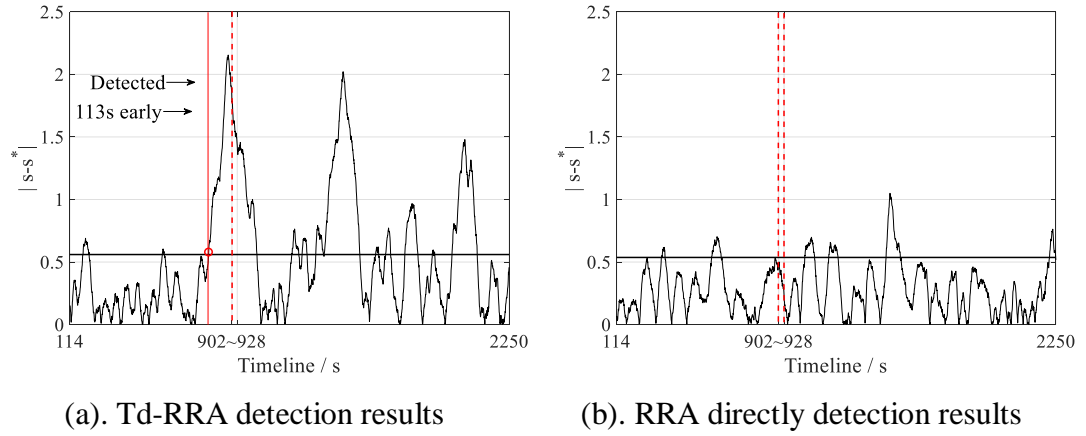 2.5
2
1.5
1
0.5
0
| s-s* |
Detected
113s early
114
902~928
2250
Timeline / s
(a). Td-RRA detection results
2.5
2
1.5
1
0.5
0
| s-s* |
114
902~928
2250
Timeline / s
(b). RRA directly detection results